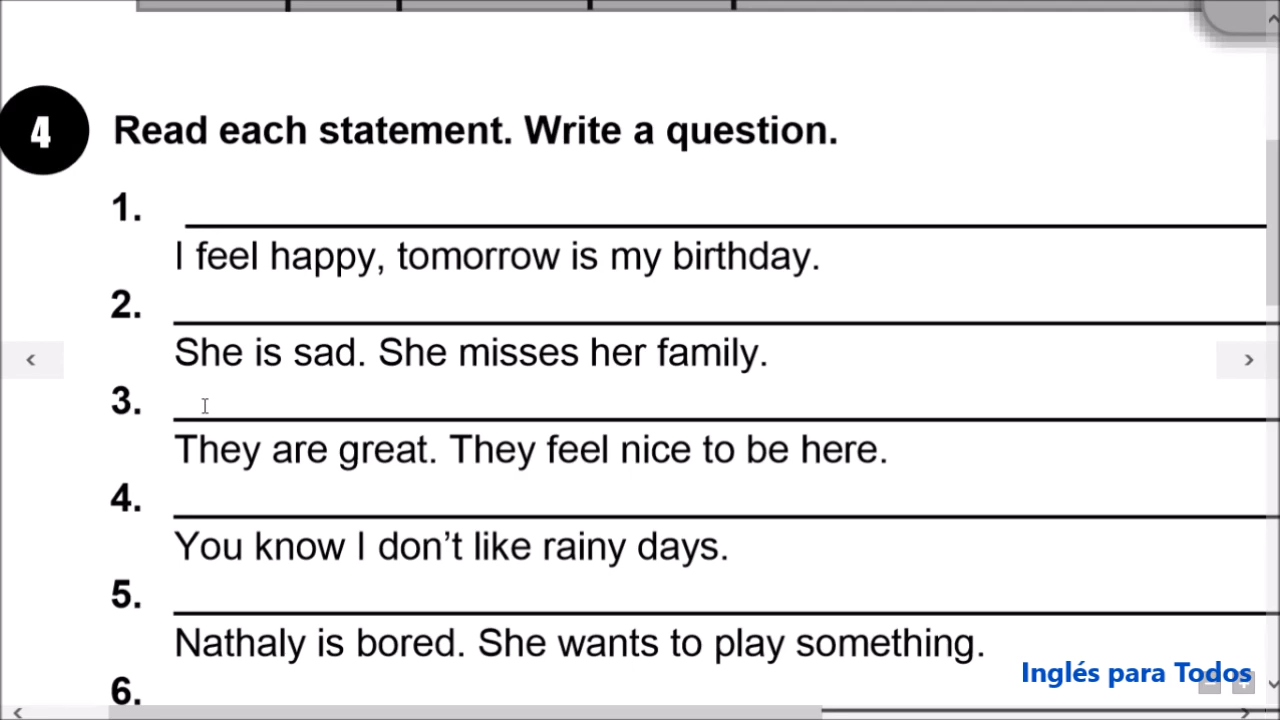 4 Read each statement. Write a question.
1.
I feel happy, tomorrow is my birthday.
2.
She is sad. She misses her family.
3.
They are great. They feel nice to be here.
4.
You know I don't like rainy days.
5.
Nathaly is bored. She wants to play something.
6.
Inglés para Todos